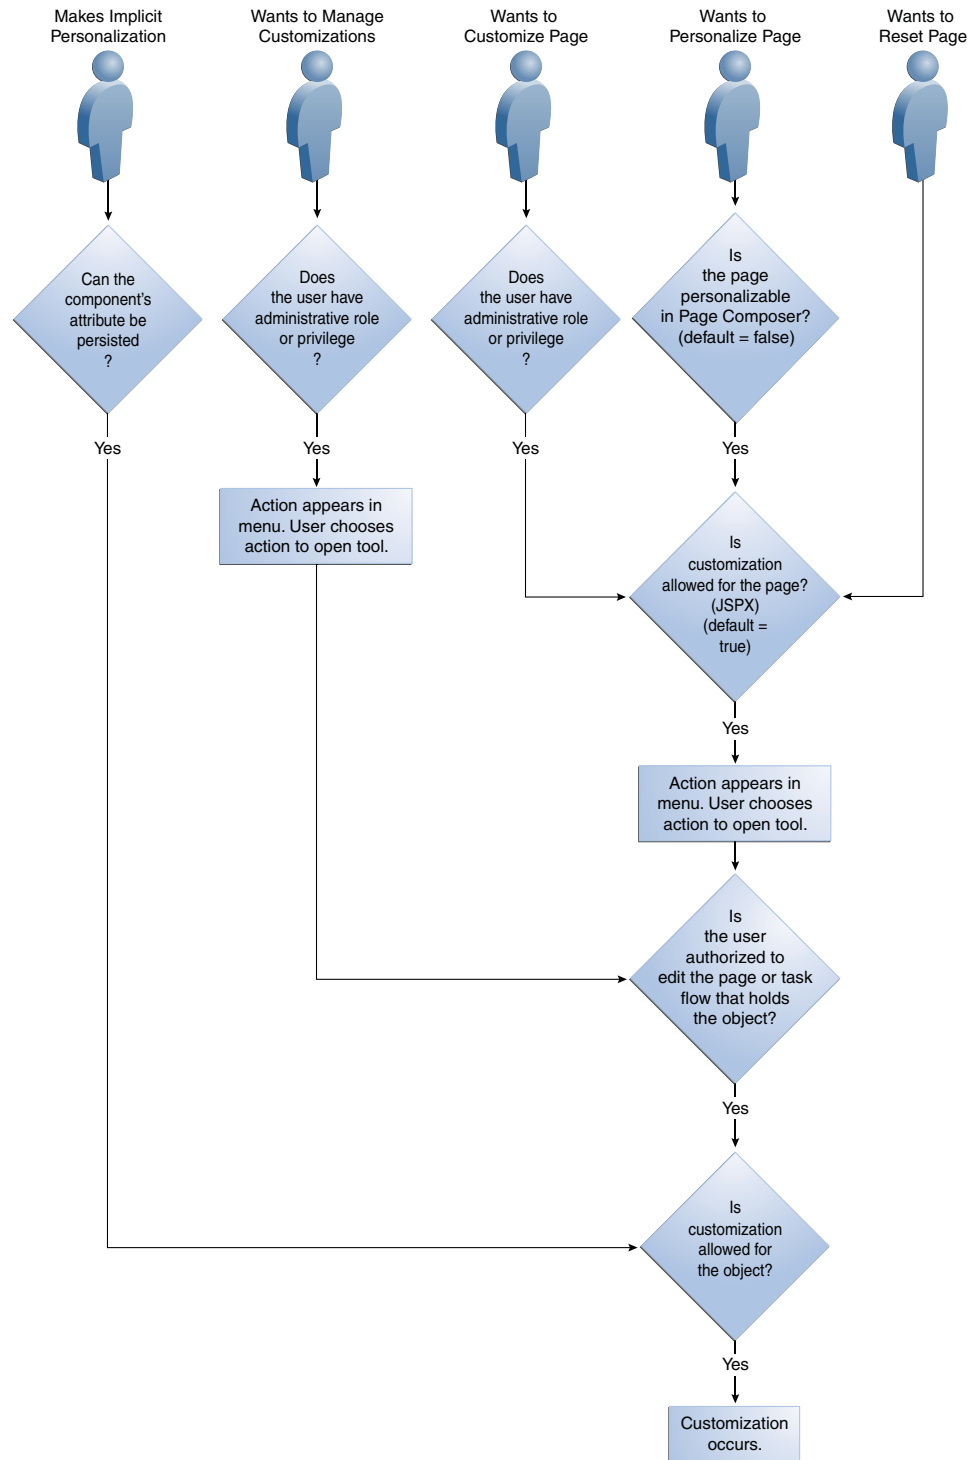 Makes Implicit
Personalization
Wants to Manage
Customizations
Wants to
Customize Page
Wants to
Personalize Page
Wants to
Reset Page
Can the
component's
attribute be
persisted
?
Does
the user have
administrative role
or privilege
?
Does
the user have
administrative role
or privilege
?
Is
the page
personalizable
in Page Composer?
(default = false)
Yes
Yes
Yes
Yes
Action appears in
menu. User chooses
action to open tool.
Is
customization
allowed for the page?
(JSPX)
(default =
true)
Yes
Action appears in
menu. User chooses
action to open tool.
Is
the user
authorized to
edit the page or task
flow that holds
the object?
Yes
Is
customization
allowed for
the object?
Yes
Customization
occurs.